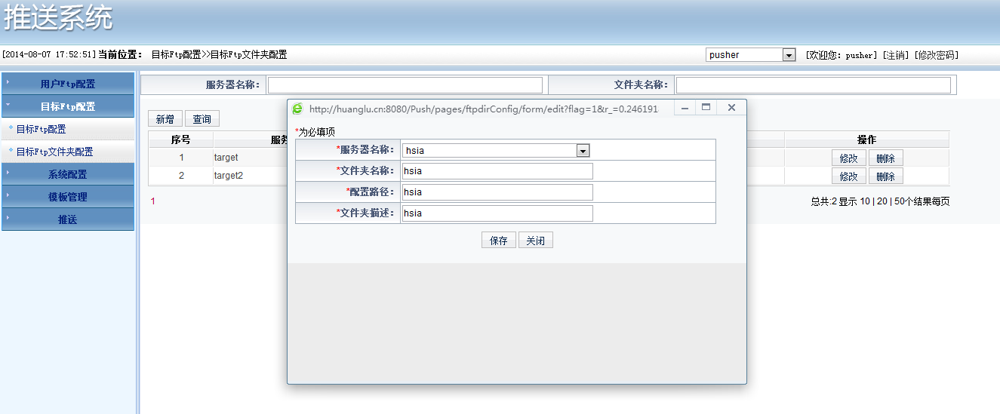 推送系统
[2014-08-07 17:52:51] 当前位置: 目标Ftp配置>>目标Ftp文件夹配置
pusher [欢迎您: pusher] [注销] [修改密码]
用户Ftp配置
目标Ftp配置
目标Ftp配置
目标Ftp文件夹配置
系统配置
模板管理
推送
服务器名称: 文件夹名称:
新增 查询
序号 服务 操作
1 target 修改 删除
2 target2 修改 删除
1 总共:2 显示 10 | 20 | 50个结果每页
http://huanglu.cn:8080/Push/pages/ftpdirConfig/form/edit?flag=1&r_=0.246191
*为必填项
*服务器名称: hsia
*文件夹名称: hsia
*配置路径: hsia
*文件夹描述: hsia
保存 关闭